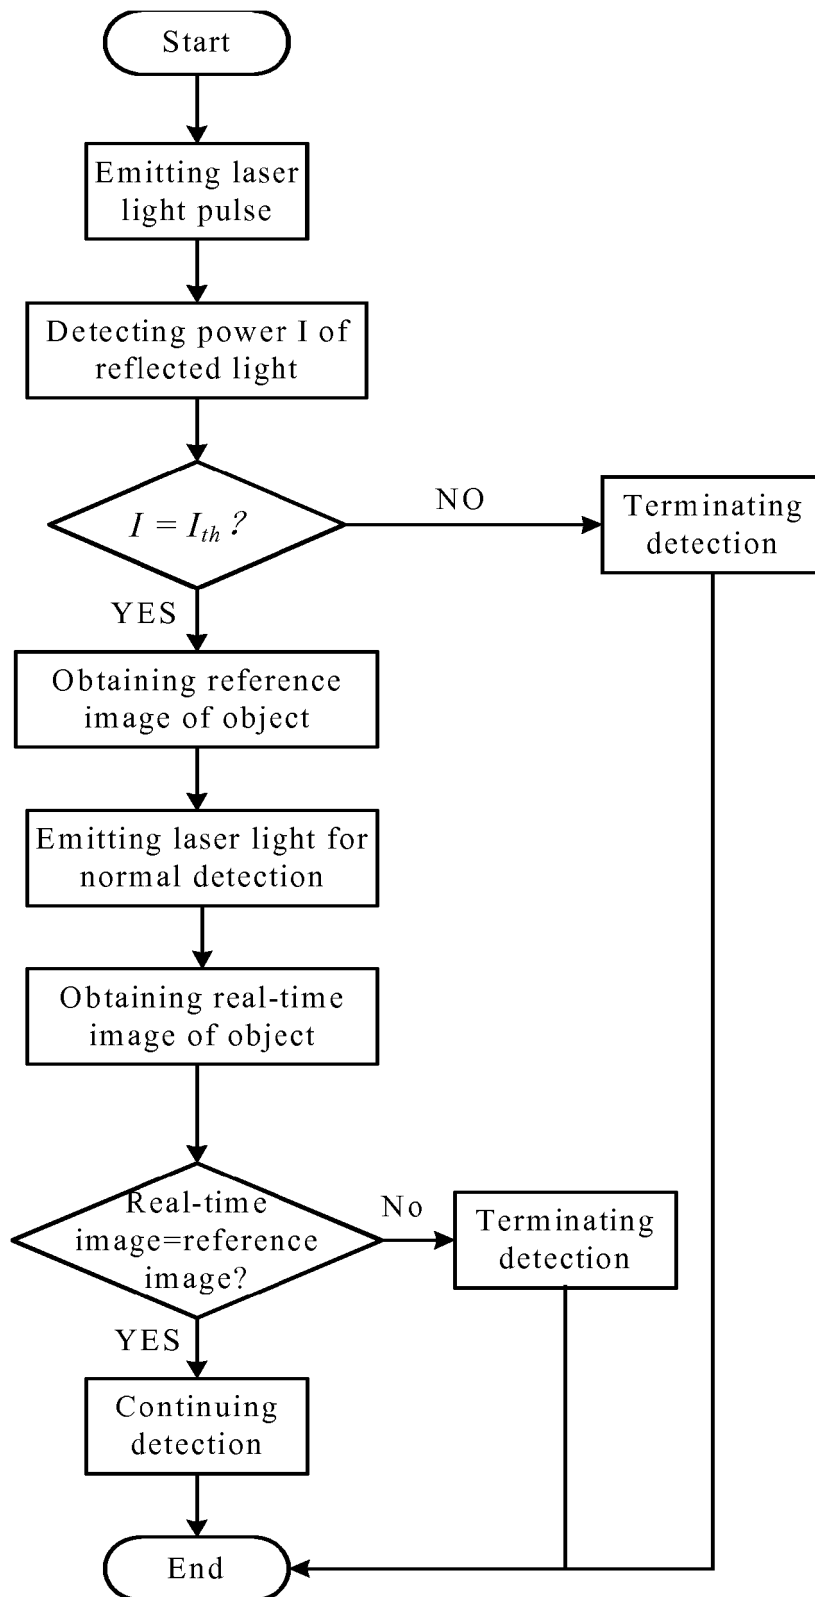 Start
Emitting laser
light pulse
Detecting power I of
reflected light
I = Ith ?
NO
Terminating
detection
YES
Obtaining reference
image of object
Emitting laser light for
normal detection
Obtaining real-time
image of object
Real-time
image=reference
image?
No
Terminating
detection
YES
Continuing
detection
End